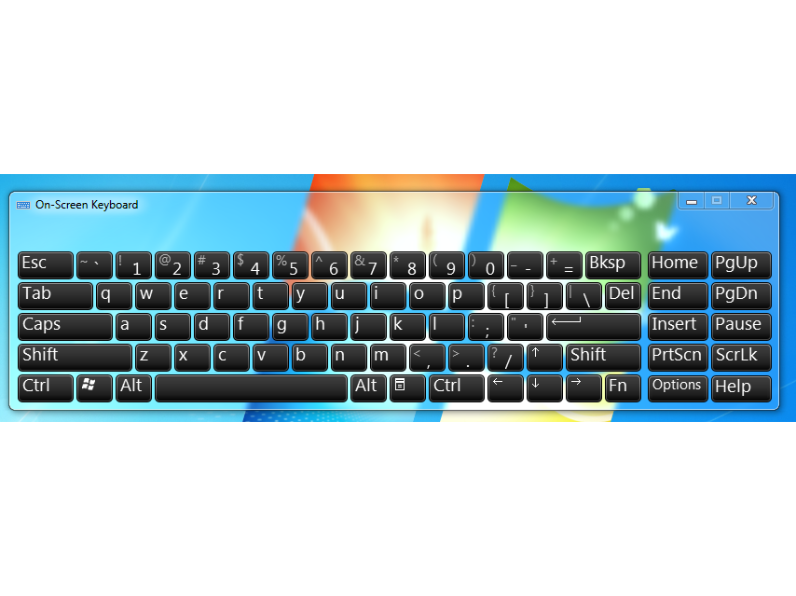 On-Screen Keyboard
Esc ~ ` ! 1 @ 2 # 3 $ 4 % 5 ^ 6 & 7 * 8 ( 9 ) 0 _ - + = Bksp Home PgUp
Tab q w e r t y u i o p { [ } ] | \ Del End PgDn
Caps a s d f g h j k l : ; " ' Insert Pause
Shift z x c v b n m < , > . ? / ↑ Shift PrtScn ScrLk
Ctrl Alt Alt Ctrl ← ↓ → Fn Options Help